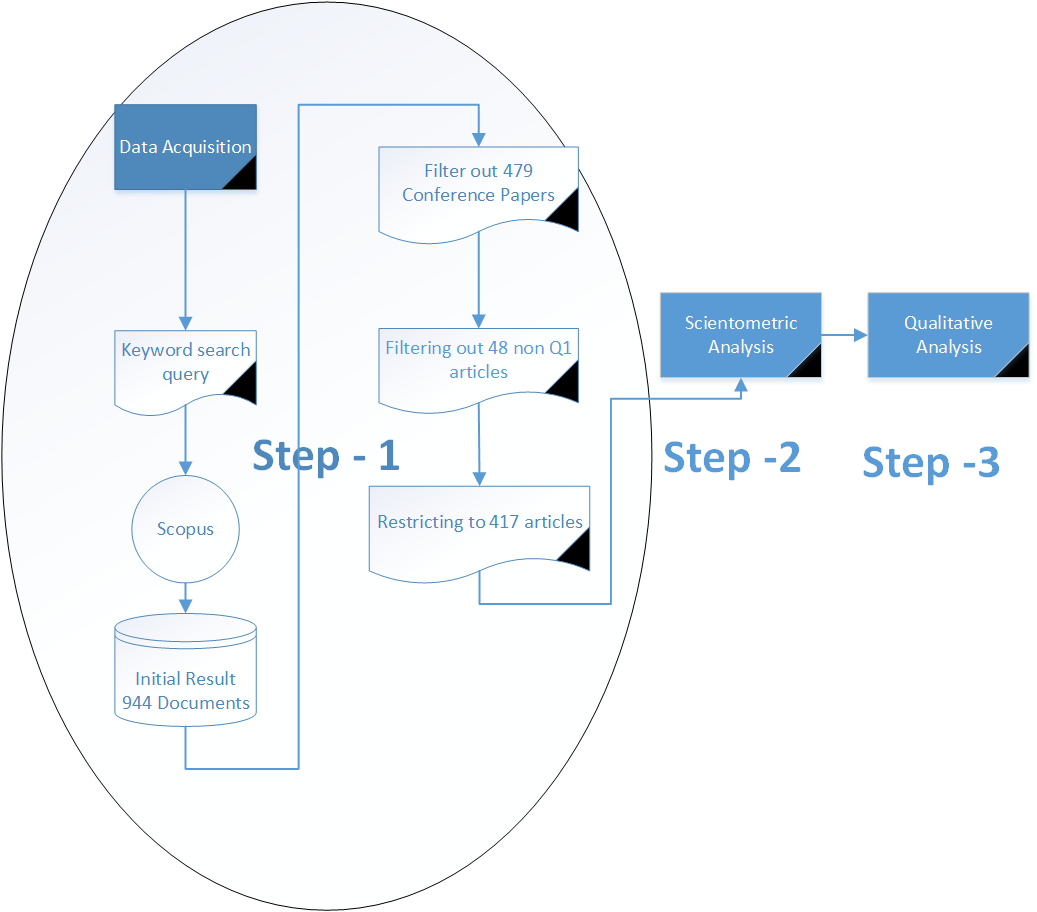 Data Acquisition
Keyword search
query
Scopus
Initial Result
944 Documents
Filter out 479
Conference Papers
Filtering out 48 non Q1
articles
Restricting to 417 articles
Step - 1
Scientometric
Analysis
Step -2
Qualitative
Analysis
Step -3